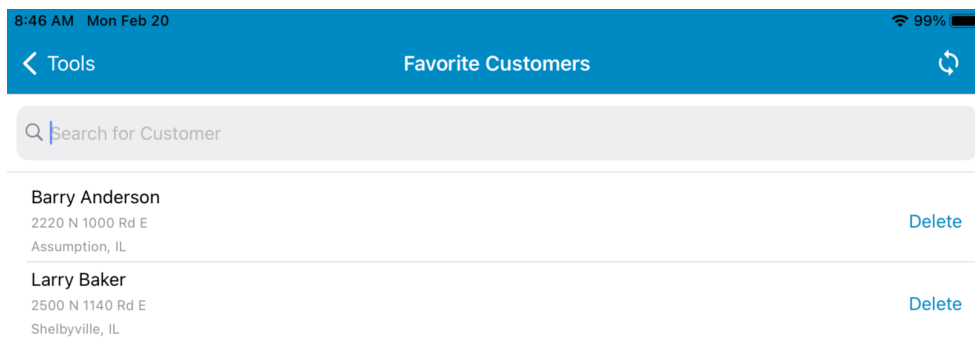 8:46 AM Mon Feb 20 99%
Tools Favorite Customers
Search for Customer
Barry Anderson
2220 N 1000 Rd E
Delete
Assumption, IL
Larry Baker
2500 N 1140 Rd E
Delete
Shelbyville, IL